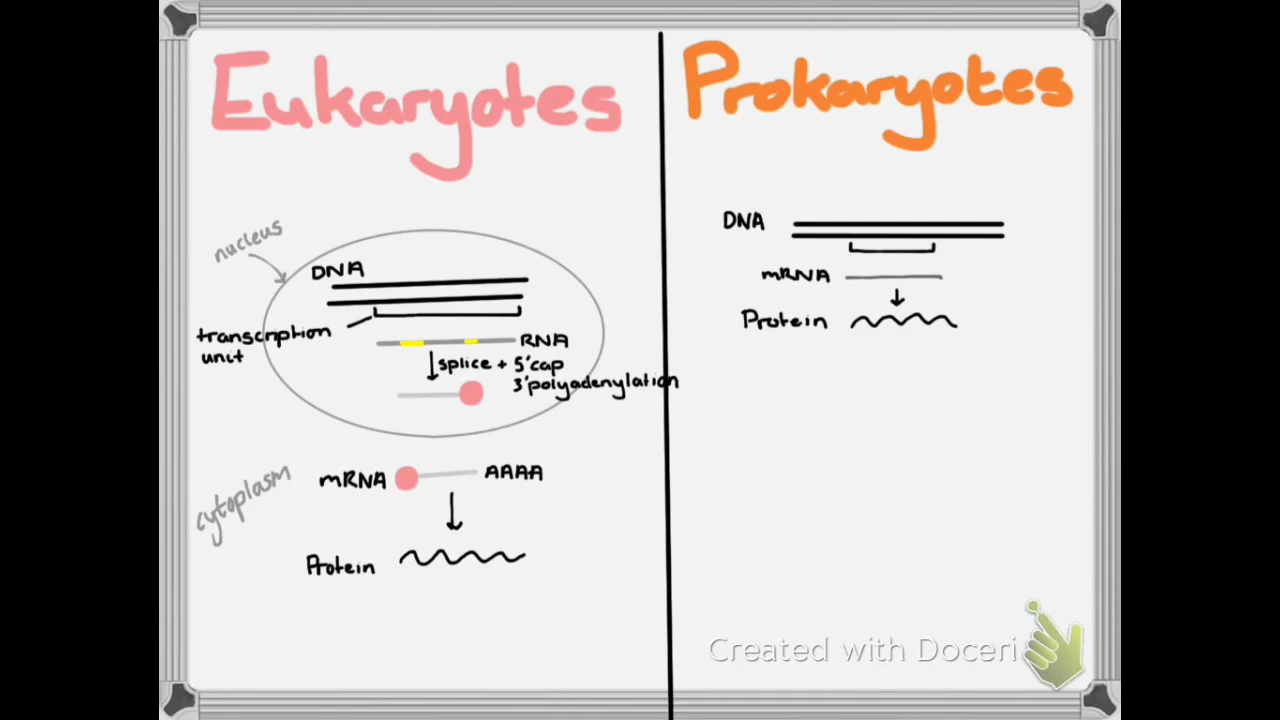 Eukaryotes
nucleus
DNA
transcription
unit
RNA
splice + 5'cap
3'polyadenylation
cytoplasm
mRNA
AAAA
Protein
Prokaryotes
DNA
mRNA
Protein
Created with Doceri